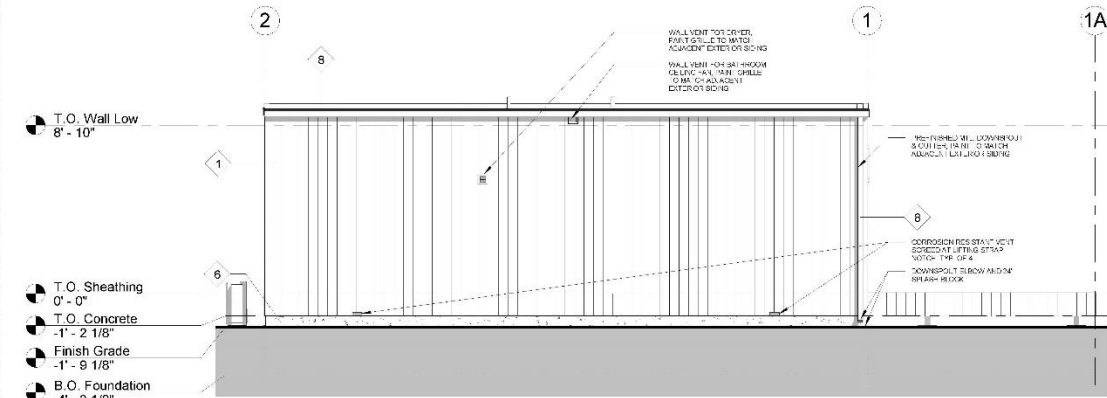 2
1
1A
8
WALL VENT FOR DRYER,
PAINT GRILLE TO MATCH
ADJACENT EXTERIOR SIDING
WALL VENT FOR BATHROOM
CEILING FAN, PAINT GRILLE
TO MATCH ADJACENT
EXTERIOR SIDING
T.O. Wall Low
8' - 10"
PREFINISHED MTL DOWNSPOUT
& GUTTER, PAINT TO MATCH
ADJACENT EXTERIOR SIDING
1
8
CORROSION RESISTANT VENT
SCREED AT LIFTING STRAP
NOTCH, TYP. OF 4
6
DOWNSPOUT ELBOW AND 24"
SPLASH BLOCK
T.O. Sheathing
0' - 0"
T.O. Concrete
-1' - 2 1/8"
Finish Grade
-1' - 9 1/8"
B.O. Foundation